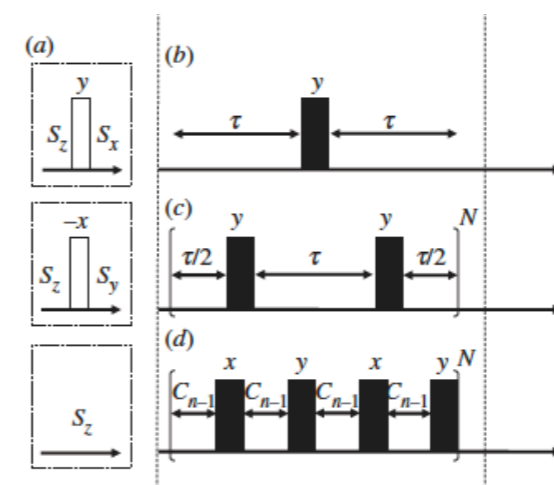 (a)
(b)
y
y
S_z S_x
τ τ
(c)
–x
y y N
S_z S_y
τ/2 τ τ/2
(d)
x y x y N
C_{n–1} C_{n–1} C_{n–1} C_{n–1}
S_z